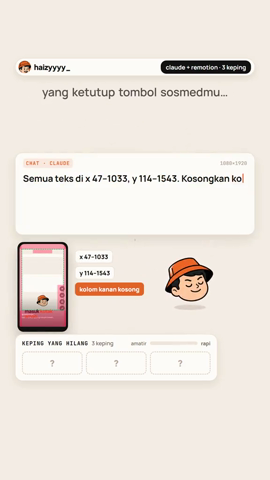 haizyyyy_
claude + remotion · 3 keping
yang ketutup tombol sosmedmu...
CHAT · CLAUDE
1080×1920
Semua teks di x 47–1033, y 114–1543. Kosongkan ko
x 47–1033
y 114–1543
kolom kanan kosong
KEPING YANG HILANG
3 keping
amatir
rapi
?
?
?